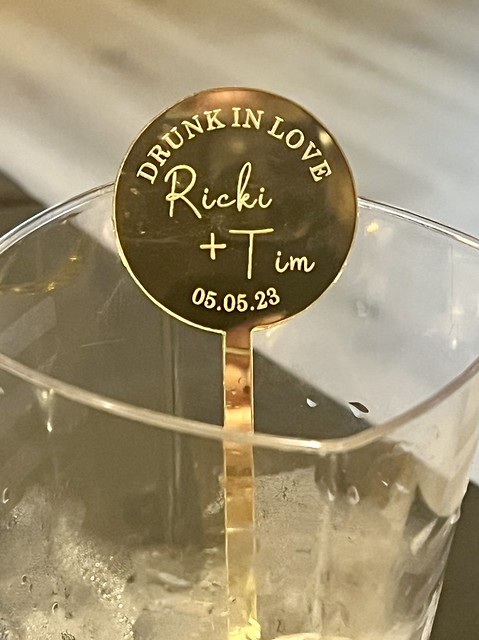 DRUNK IN LOVE
Ricki
+ Tim
05.05.23